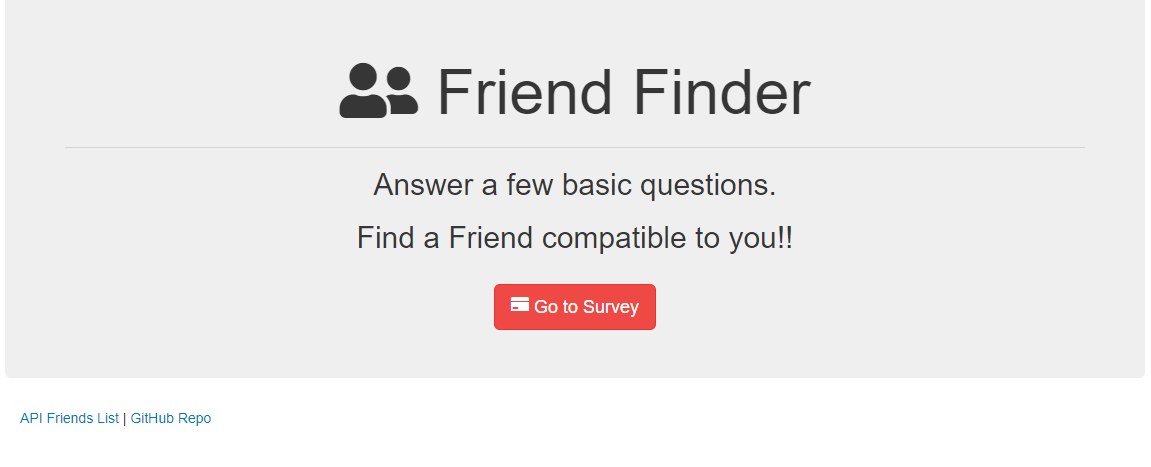 Friend Finder
Answer a few basic questions.
Find a Friend compatible to you!!
Go to Survey
API Friends List | GitHub Repo